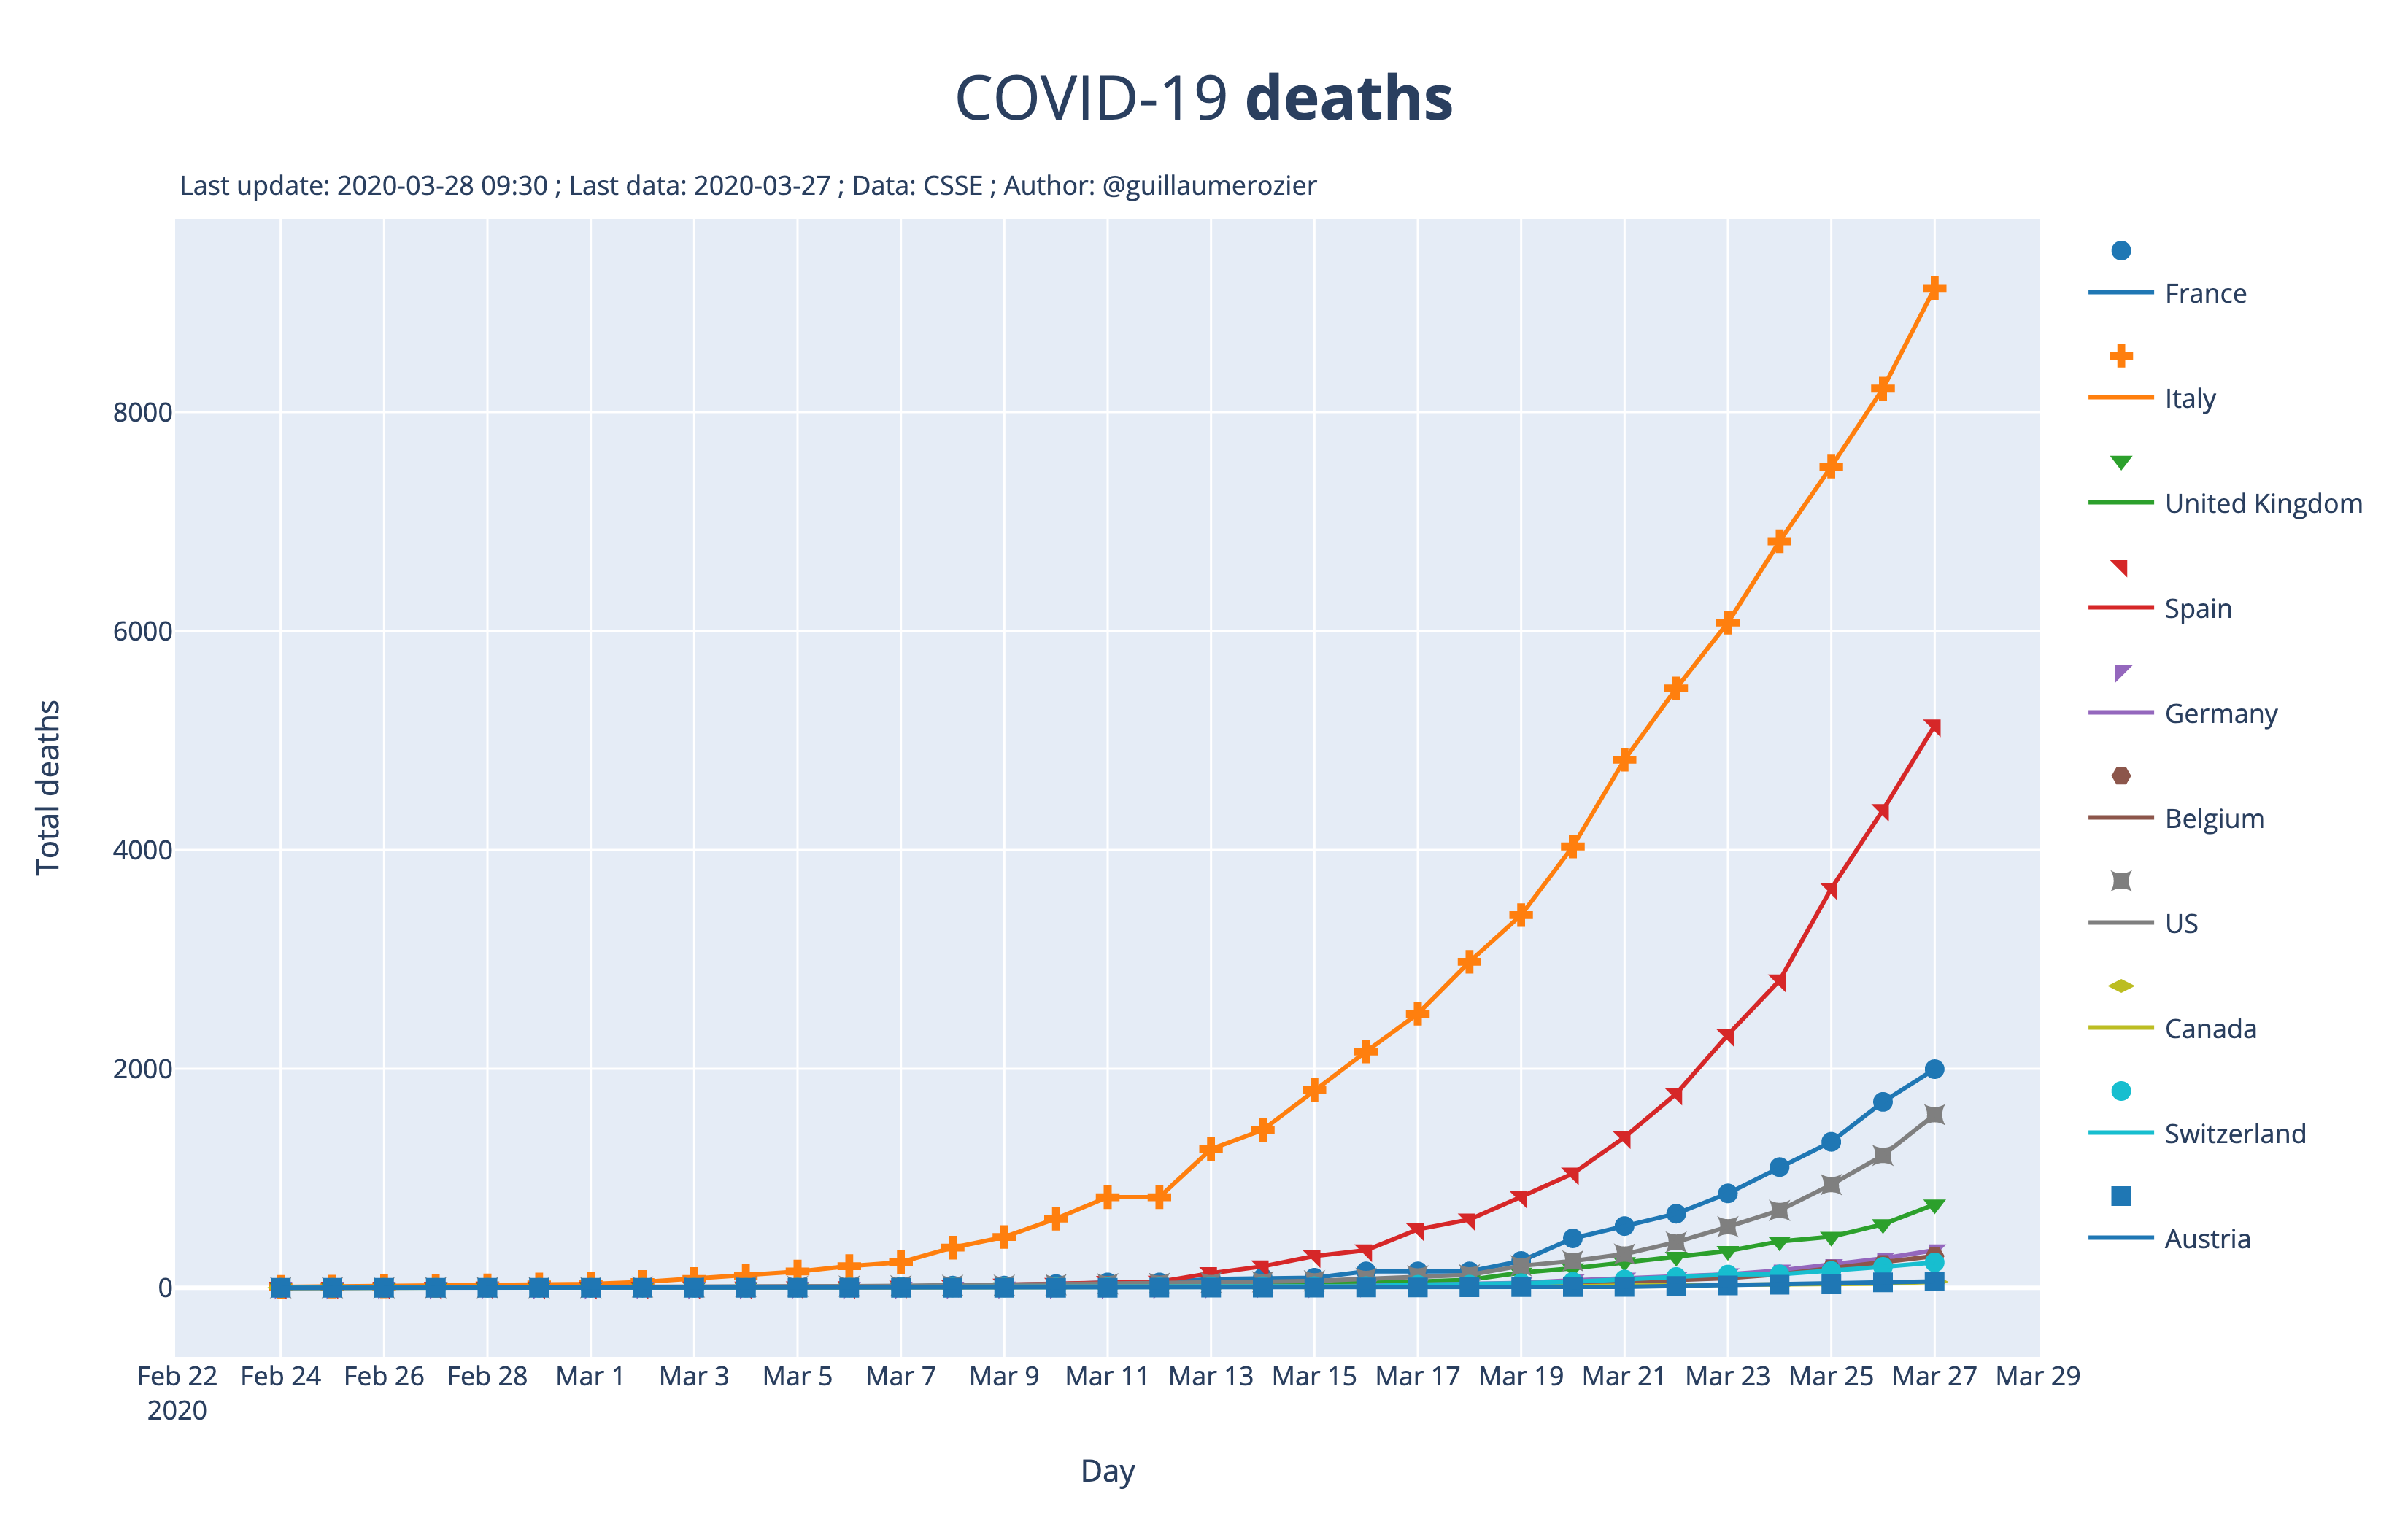 COVID-19 deaths
Last update: 2020-03-28 09:30 ; Last data: 2020-03-27 ; Data: CSSE ; Author: @guillaumerozier
8000
6000
4000
2000
0
Total deaths
Feb 22 Feb 24 Feb 26 Feb 28 Mar 1 Mar 3 Mar 5 Mar 7 Mar 9 Mar 11 Mar 13 Mar 15 Mar 17 Mar 19 Mar 21 Mar 23 Mar 25 Mar 27 Mar 29
2020
Day
France
Italy
United Kingdom
Spain
Germany
Belgium
US
Canada
Switzerland
Austria